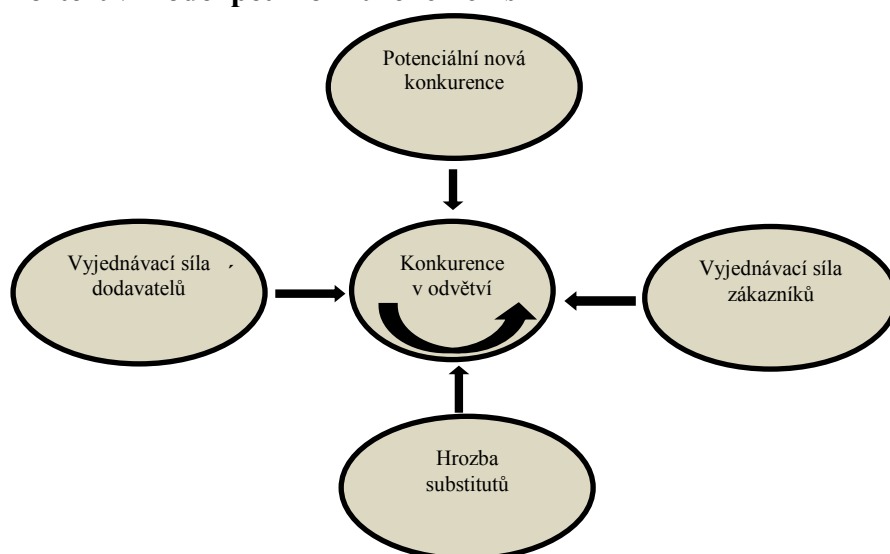 Potenciální nová
konkurence
Vyjednávací síla
dodavatelů
Konkurence
v odvětví
Vyjednávací síla
zákazníků
Hrozba
substitutů